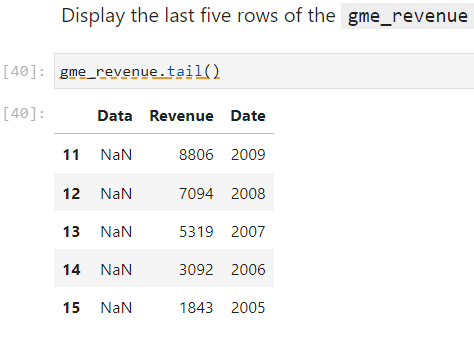 Display the last five rows of the gme_revenue
[40]: gme_revenue.tail()
[40]: Data Revenue Date
11 NaN 8806 2009
12 NaN 7094 2008
13 NaN 5319 2007
14 NaN 3092 2006
15 NaN 1843 2005